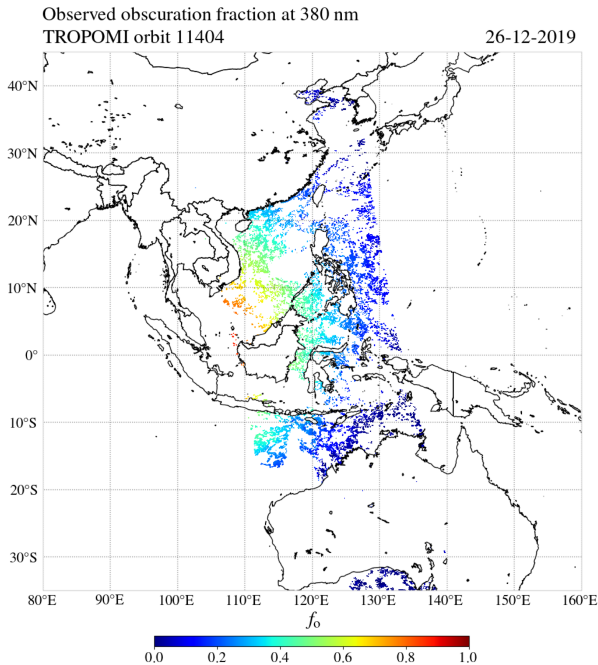 Observed obscuration fraction at 380 nm
TROPOMI orbit 11404 26-12-2019
40°N
30°N
20°N
10°N
0°
10°S
20°S
30°S
80°E 90°E 100°E 110°E 120°E 130°E 140°E 150°E 160°E
fo
0.0 0.2 0.4 0.6 0.8 1.0